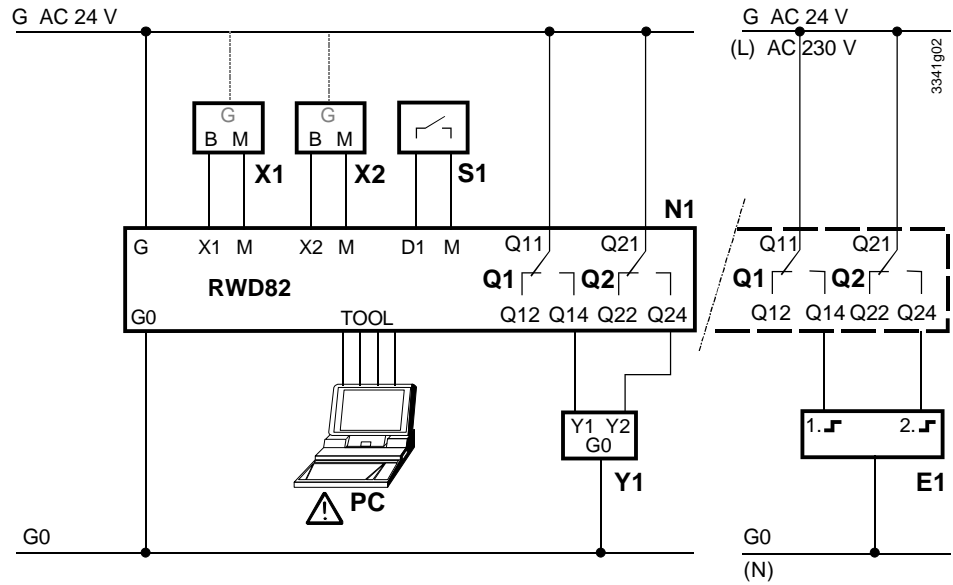 G AC 24 V
G AC 24 V
(L) AC 230 V
3341g02
G
B M
X1
G
B M
X2
S1
N1
G X1 M X2 M D1 M Q11 Q21
Q1 Q2
RWD82
G0 TOOL Q12 Q14 Q22 Q24
Q11 Q21
Q1 Q2
Q12 Q14 Q22 Q24
Y1 Y2
G0
Y1
1. 2.
E1
PC
G0
G0
(N)